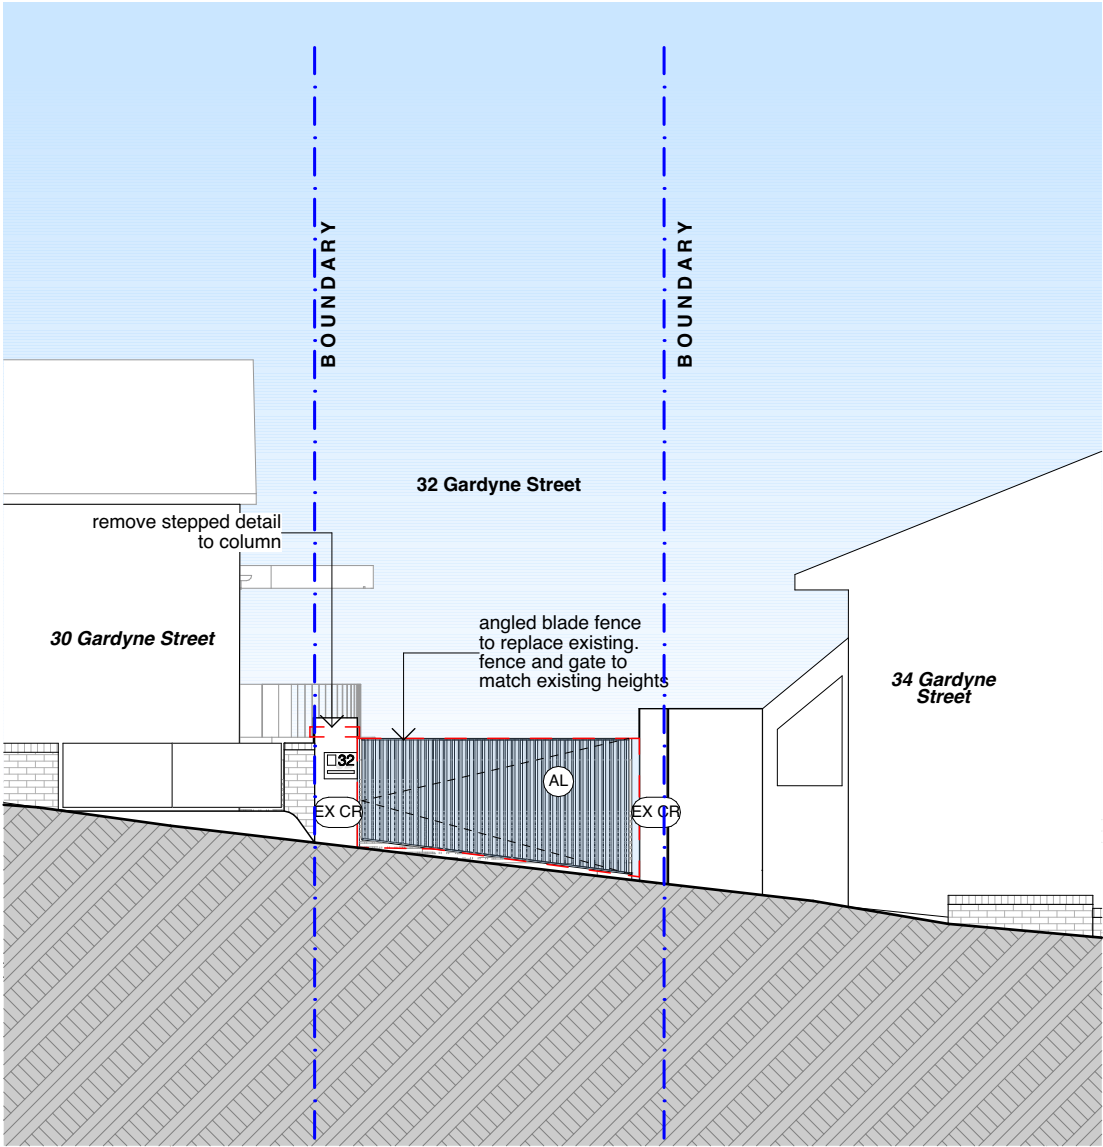 BOUNDARY
BOUNDARY
32 Gardyne Street
remove stepped detail
to column
30 Gardyne Street
angled blade fence
to replace existing.
fence and gate to
match existing heights
34 Gardyne
Street
32
AL
EX CR
EX CR